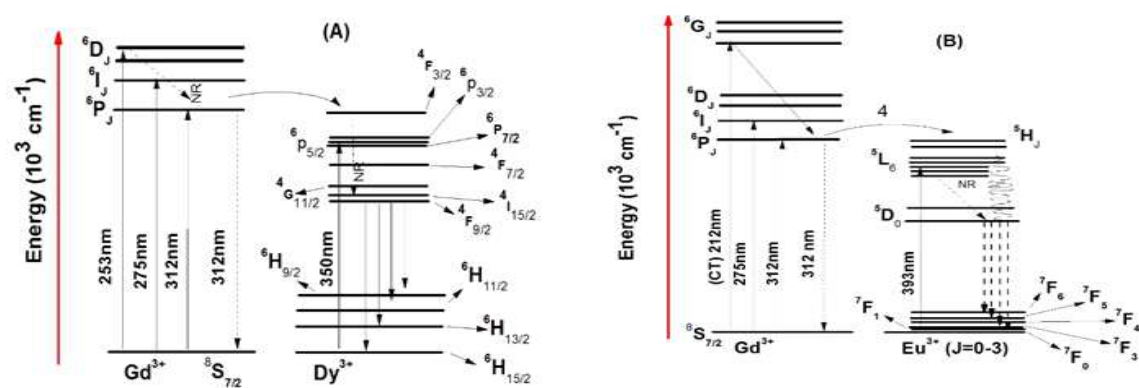 (A)
Energy (10³ cm⁻¹)
⁶D_J
⁶I_J
⁶P_J
NR
253nm
275nm
312nm
312nm
Gd³⁺
⁸S_7/2
⁴F_3/2
⁶p_3/2
⁶P_7/2
⁶p_5/2
⁴F_7/2
NR
⁴G_11/2
⁴I_15/2
⁴F_9/2
350nm
⁶H_9/2
⁶H_11/2
⁶H_13/2
⁶H_15/2
Dy³⁺
(B)
Energy (10³ cm⁻¹)
⁶G_J
⁶D_J
⁶I_J
⁶P_J
4
(CT) 212nm
275nm
312nm
312 nm
⁸S_7/2
Gd³⁺
⁵H_J
⁵L_6
NR
⁵D_0
393nm
⁷F_1
⁷F_6
⁷F_5
⁷F_4
⁷F_3
⁷F_0
Eu³⁺ (J=0-3)